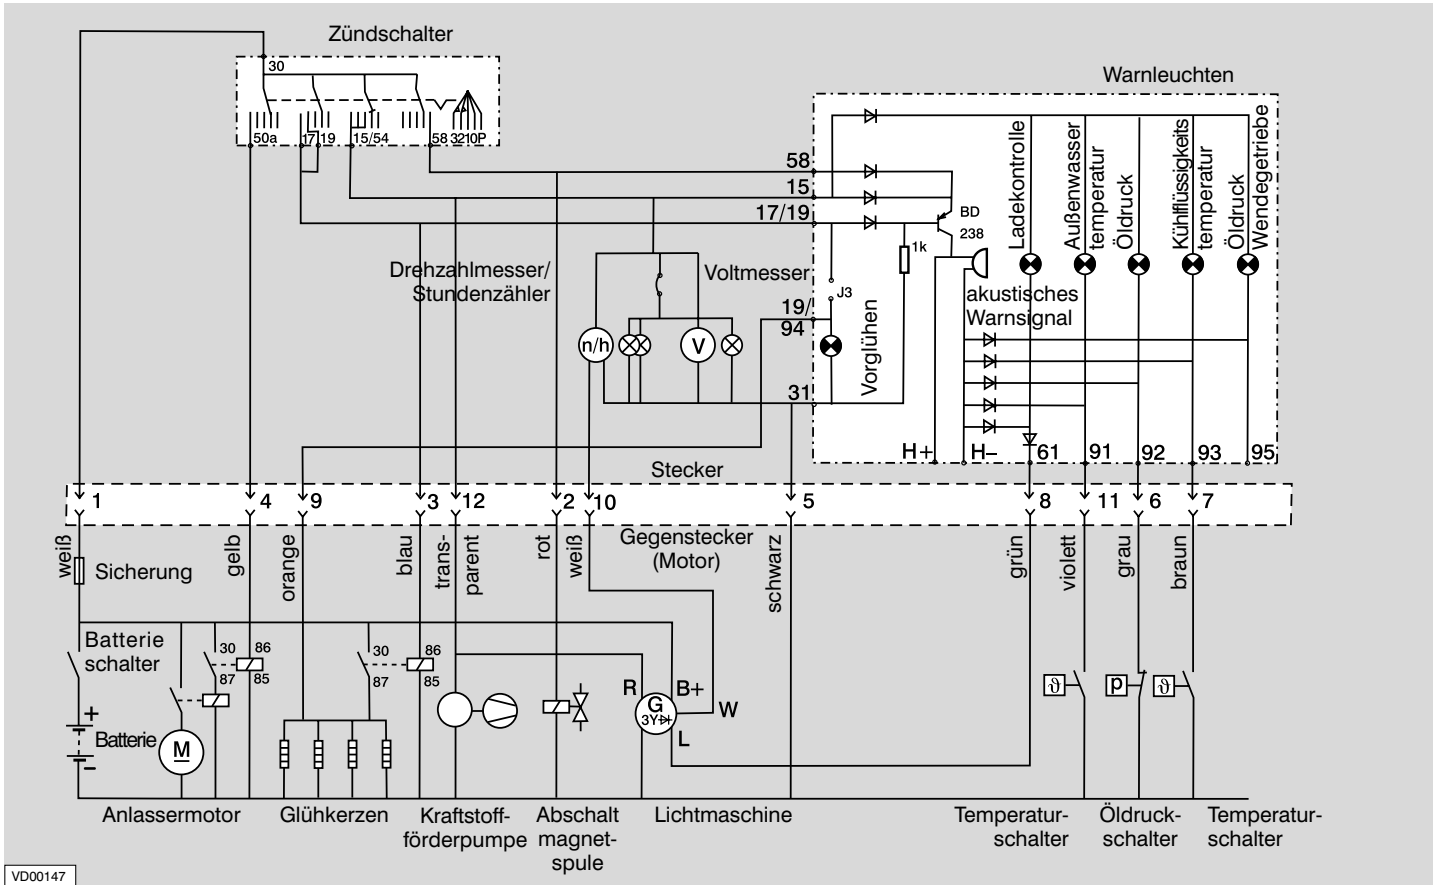 Zündschalter
30
50a
17
19
15/54
58
3210P
Warnleuchten
58
15
17/19
BD
238
1k
J3
19/
94
31
Ladekontrolle
Außenwasser
temperatur
Öldruck
Kühlflüssigkeits
temperatur
Öldruck
Wendegetriebe
akustisches
Warnsignal
Vorglühen
Drehzahlmesser/
Stundenzähler
Voltmesser
n/h
V
H+
H–
61
91
92
93
95
Stecker
1
4
9
3
12
2
10
5
8
11
6
7
Gegenstecker
(Motor)
weiß
gelb
orange
blau
trans-
parent
rot
weiß
schwarz
grün
violett
grau
braun
Sicherung
Batterie
schalter
+
Batterie
–
M
30
87
86
85
30
87
86
85
R
B+
G
3Y
W
L
ϑ
p
ϑ
Anlassermotor
Glühkerzen
Kraftstoff-
förderpumpe
Abschalt
magnet-
spule
Lichtmaschine
Temperatur-
schalter
Öldruck-
schalter
Temperatur-
schalter
VD00147